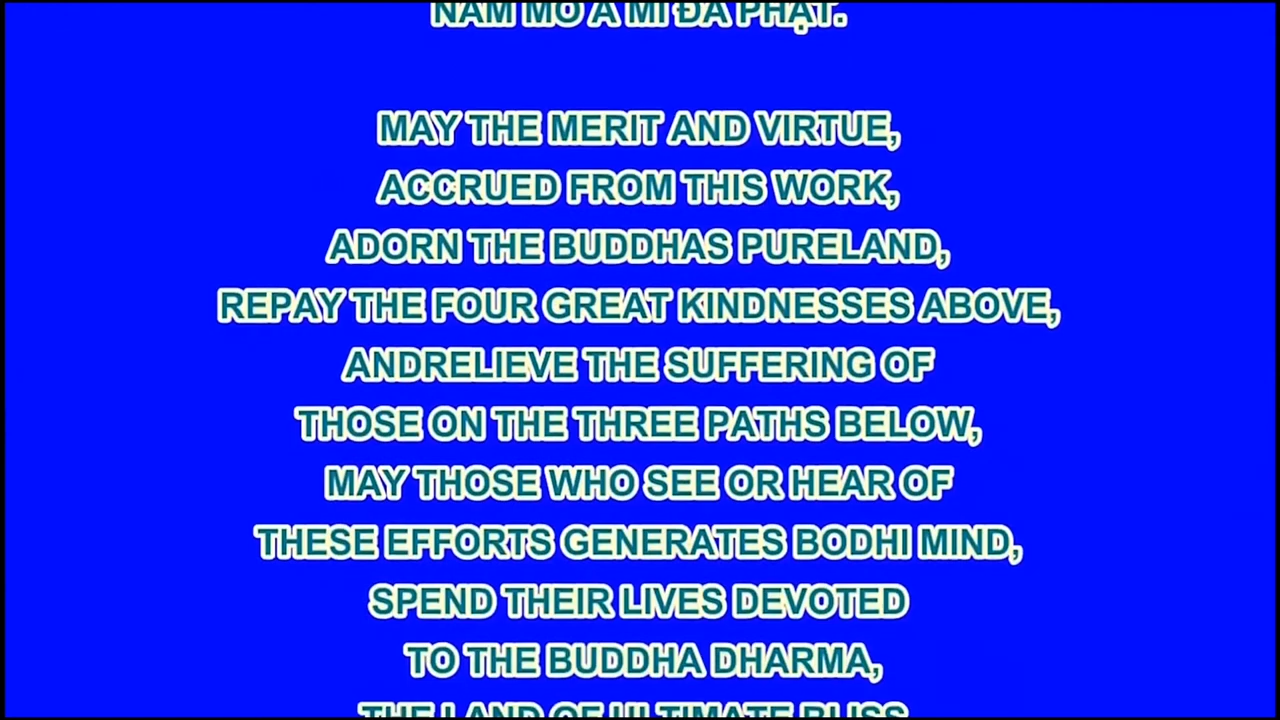 NAM MÔ A MI ĐÀ PHẬT.
MAY THE MERIT AND VIRTUE,
ACCRUED FROM THIS WORK,
ADORN THE BUDDHAS PURELAND,
REPAY THE FOUR GREAT KINDNESSES ABOVE,
ANDRELIEVE THE SUFFERING OF
THOSE ON THE THREE PATHS BELOW,
MAY THOSE WHO SEE OR HEAR OF
THESE EFFORTS GENERATES BODHI MIND,
SPEND THEIR LIVES DEVOTED
TO THE BUDDHA DHARMA,
THE LAND OF ULTIMATE BLISS